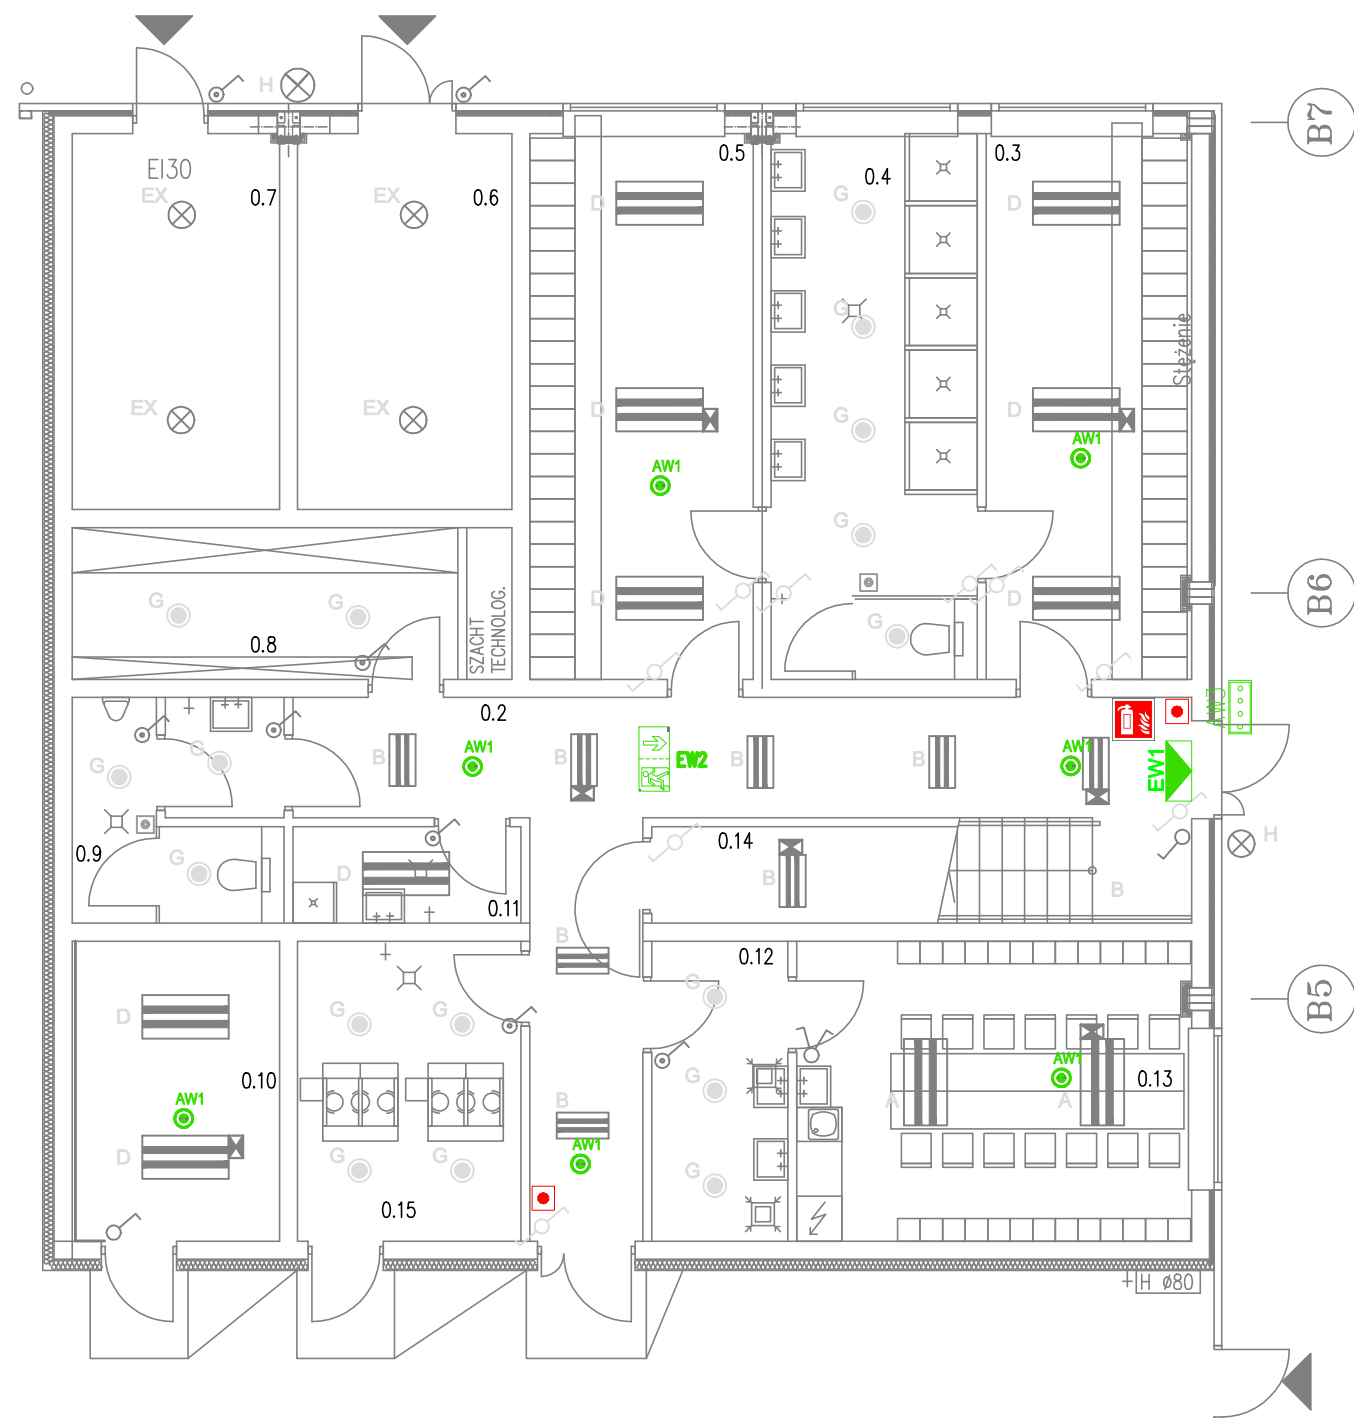 H
B7
EI30
EX
0.7
EX
0.6
0.5
D
0.4
G
0.3
D
G
Stężenie
EX
EX
D
G
D
AW1
AW1
G
B6
G
G
D
G
D
0.8
SZACHT
TECHNOLOG.
0.2
AW3
G
G
B
AW1
B
EW2
B
B
AW1
EW1
0.9
G
D
0.11
0.14
B
B
H
B
0.12
G
B5
D
G
G
0.10
AW1
G
B
A
AW1
A
0.13
D
G
G
AW1
G
0.15
H ø80